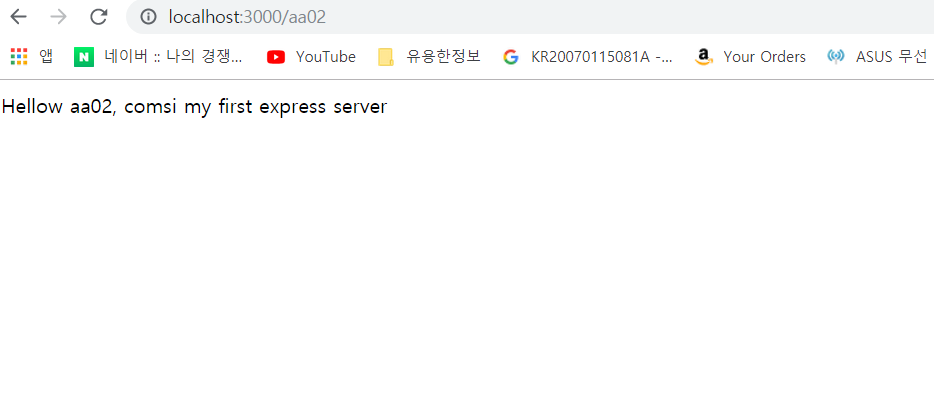 localhost:3000/aa02
앱 네이버 :: 나의 경쟁... YouTube 유용한정보 KR20070115081A -... Your Orders ASUS 무선
Hellow aa02, comsi my first express server